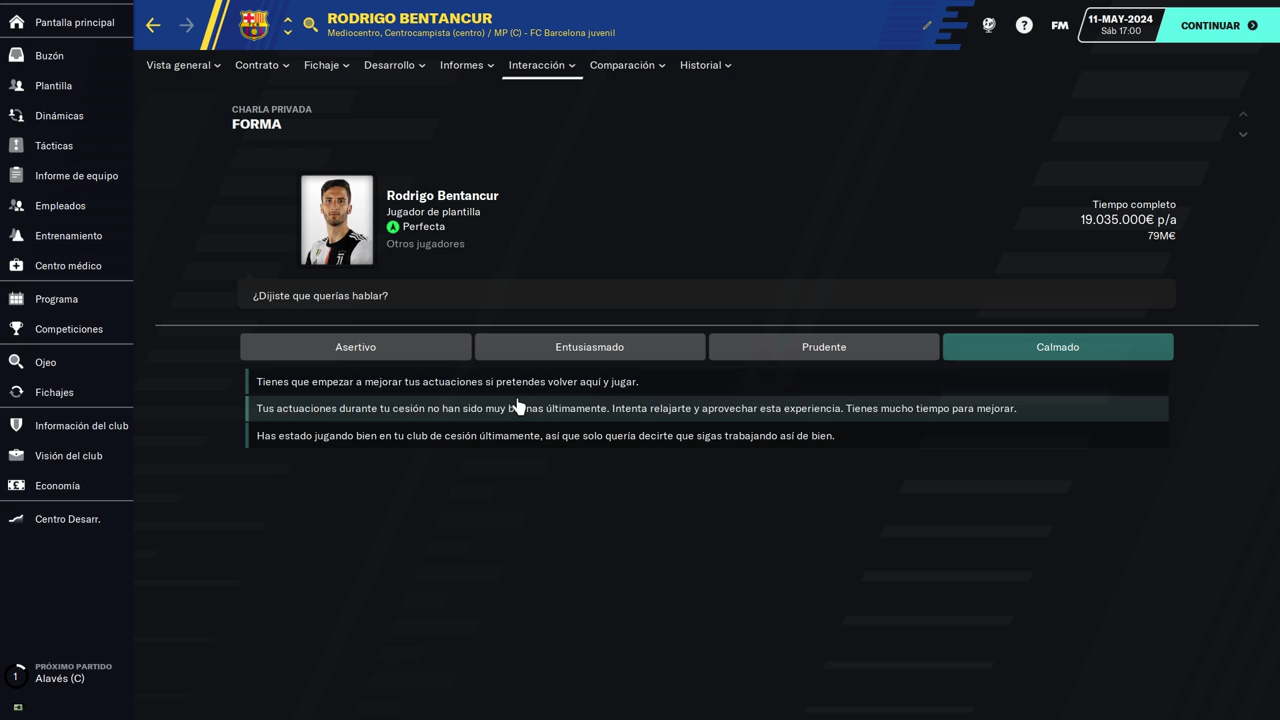 Pantalla principal
RODRIGO BENTANCUR
Mediocentro, Centrocampista (centro) / MP (C) - FC Barcelona juvenil
?
FM
11-MAY-2024
Sáb 17:00
CONTINUAR
Buzón
Plantilla
Dinámicas
Tácticas
Informe de equipo
Empleados
Entrenamiento
Centro médico
Programa
Competiciones
Ojeo
Fichajes
Información del club
Visión del club
Economía
Centro Desarr.
1
PRÓXIMO PARTIDO
Alavés (C)
Vista general
Contrato
Fichaje
Desarrollo
Informes
Interacción
Comparación
Historial
CHARLA PRIVADA
FORMA
Rodrigo Bentancur
Jugador de plantilla
Perfecta
Otros jugadores
Tiempo completo
19.035.000€ p/a
79M€
¿Dijiste que querías hablar?
Asertivo
Entusiasmado
Prudente
Calmado
Tienes que empezar a mejorar tus actuaciones si pretendes volver aquí y jugar.
Tus actuaciones durante tu cesión no han sido muy buenas últimamente. Intenta relajarte y aprovechar esta experiencia. Tienes mucho tiempo para mejorar.
Has estado jugando bien en tu club de cesión últimamente, así que solo quería decirte que sigas trabajando así de bien.